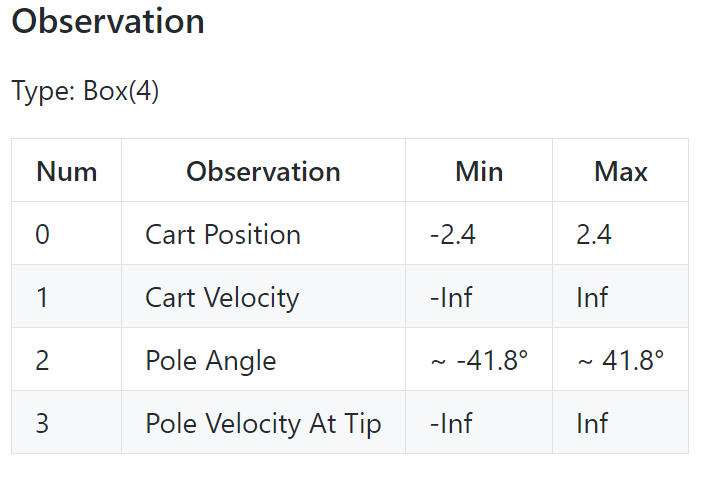 Observation
Type: Box(4)
Num Observation Min Max
0 Cart Position -2.4 2.4
1 Cart Velocity -Inf Inf
2 Pole Angle ~ -41.8° ~ 41.8°
3 Pole Velocity At Tip -Inf Inf